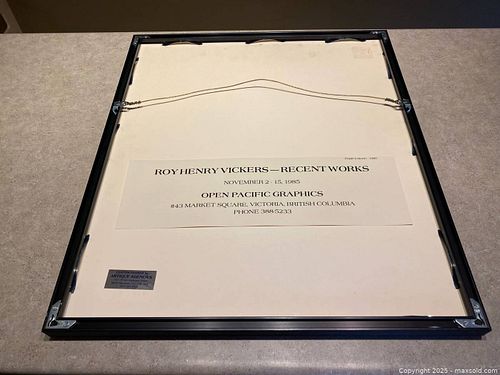 ROY HENRY VICKERS — RECENT WORKS
NOVEMBER 2 - 15, 1985
OPEN PACIFIC GRAPHICS
#43 MARKET SQUARE, VICTORIA, BRITISH COLUMBIA
PHONE 388-5233
Copyright 2025 - maxsold.com